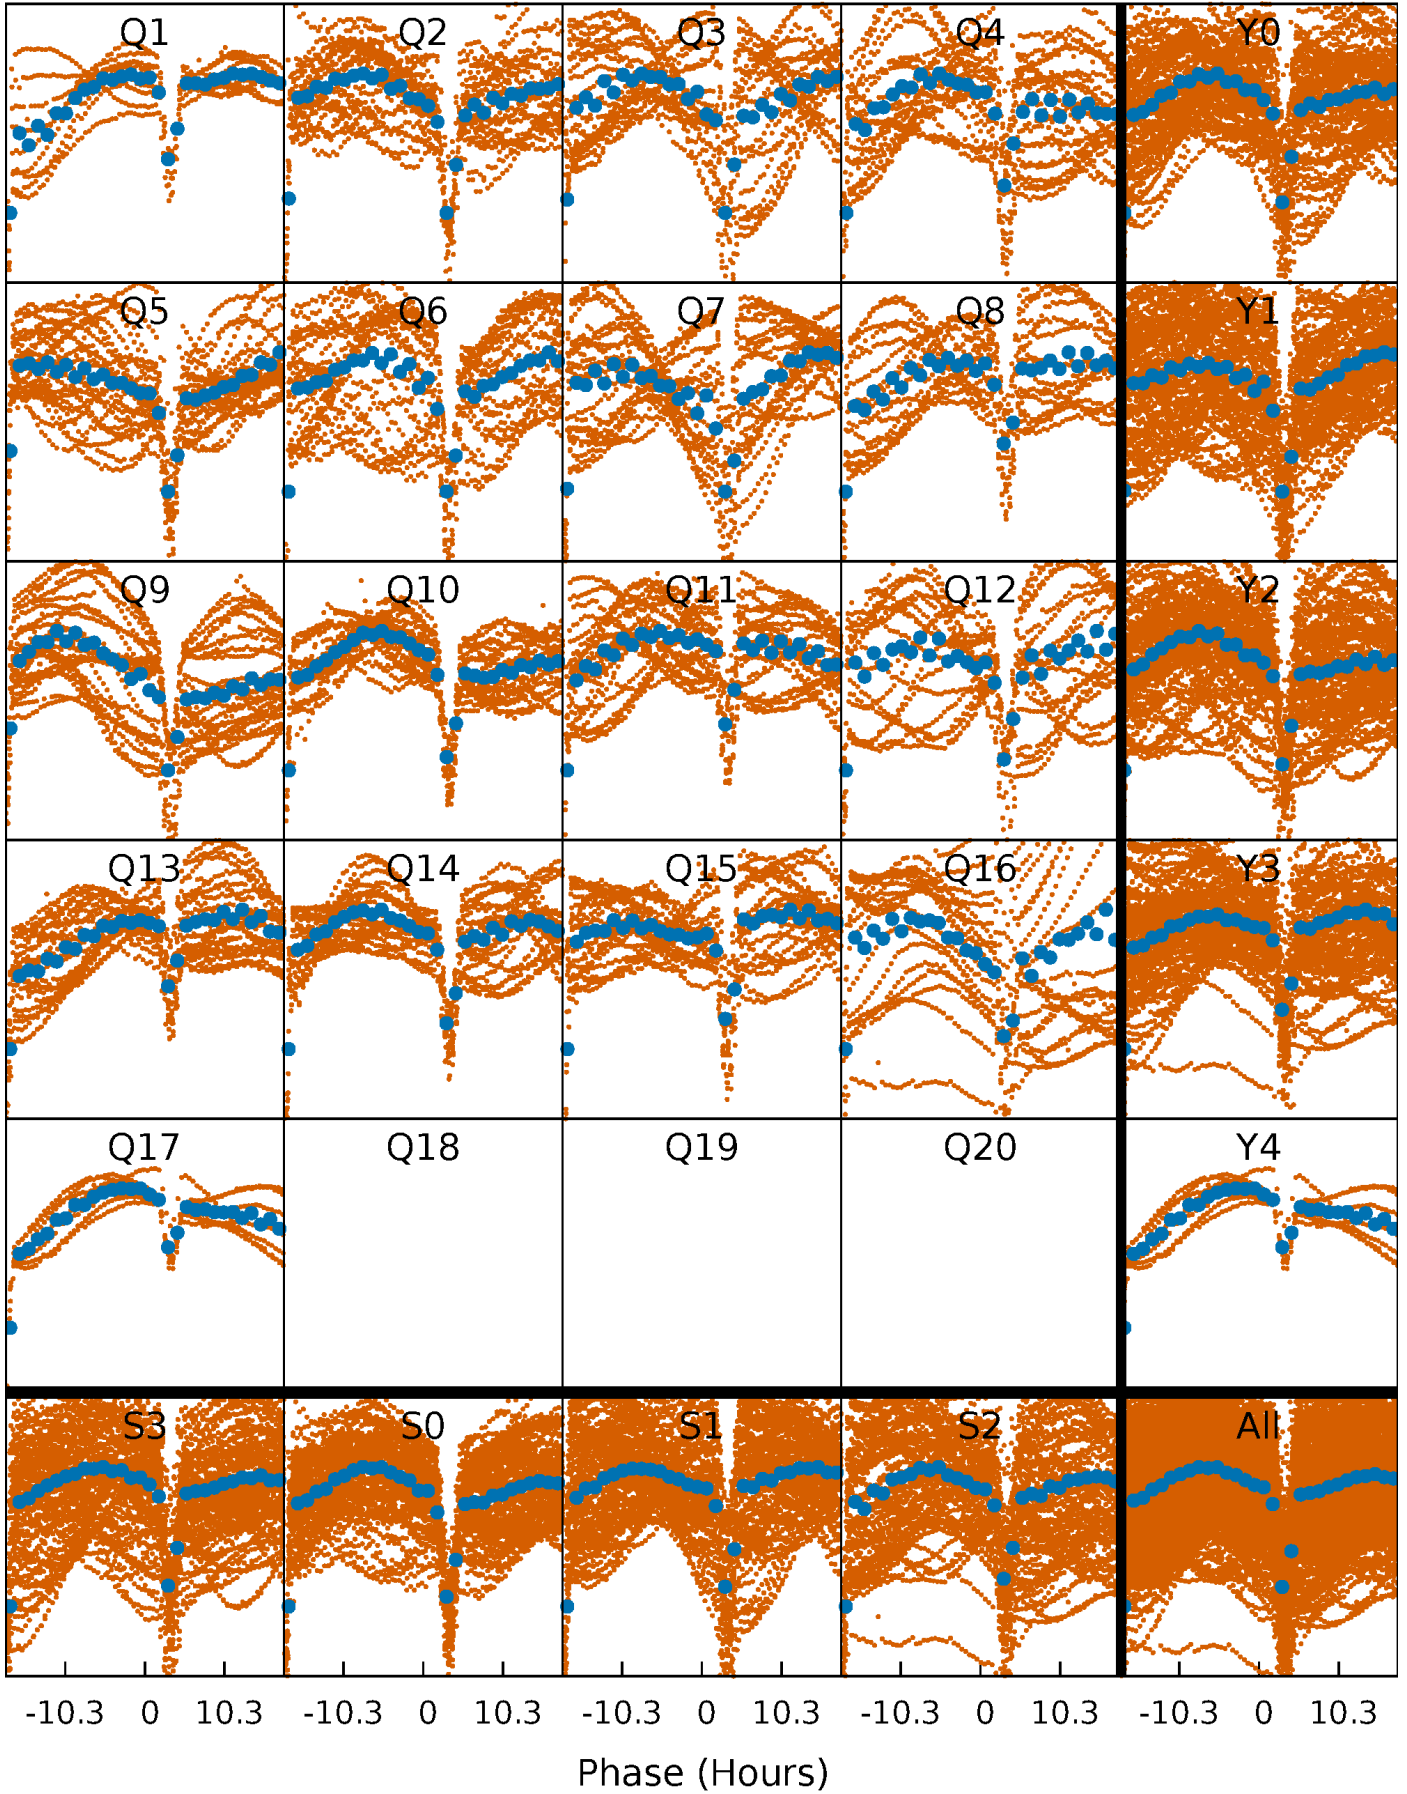 Q1 Q2 Q3 Q4 Y0
Q5 Q6 Q7 Q8 Y1
Q9 Q10 Q11 Q12 Y2
Q13 Q14 Q15 Q16 Y3
Q17 Q18 Q19 Q20 Y4
S3 S0 S1 S2 All
-10.3 0 10.3 -10.3 0 10.3 -10.3 0 10.3 -10.3 0 10.3 -10.3 0 10.3
Phase (Hours)